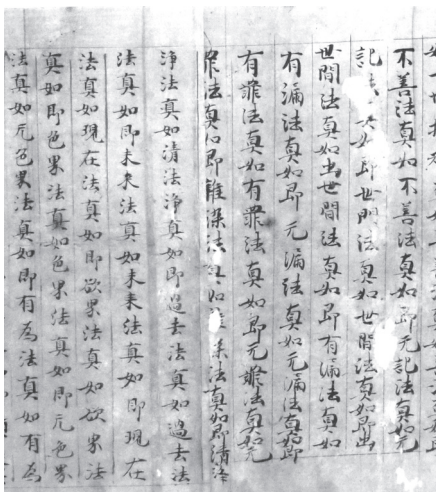 不善法真如不善法真如即无記法真如无
記法真如即世間法真如世間法真如即出
世間法真如出世間法真如即有漏法真如
有漏法真如即无漏法真如无漏法真如即
有罪法真如有罪法真如即无罪法真如无
罪法真如即雜染法真如雜染法真如即清淨
淨法真如清法淨真如即過去法真如過去法
法真如即未來法真如未来法真如即現在
法真如現在法真如即欲界法真如欲界法
真如即色界法真如色界法真如即无色界
法真如无色界法真如即有為法真如有為